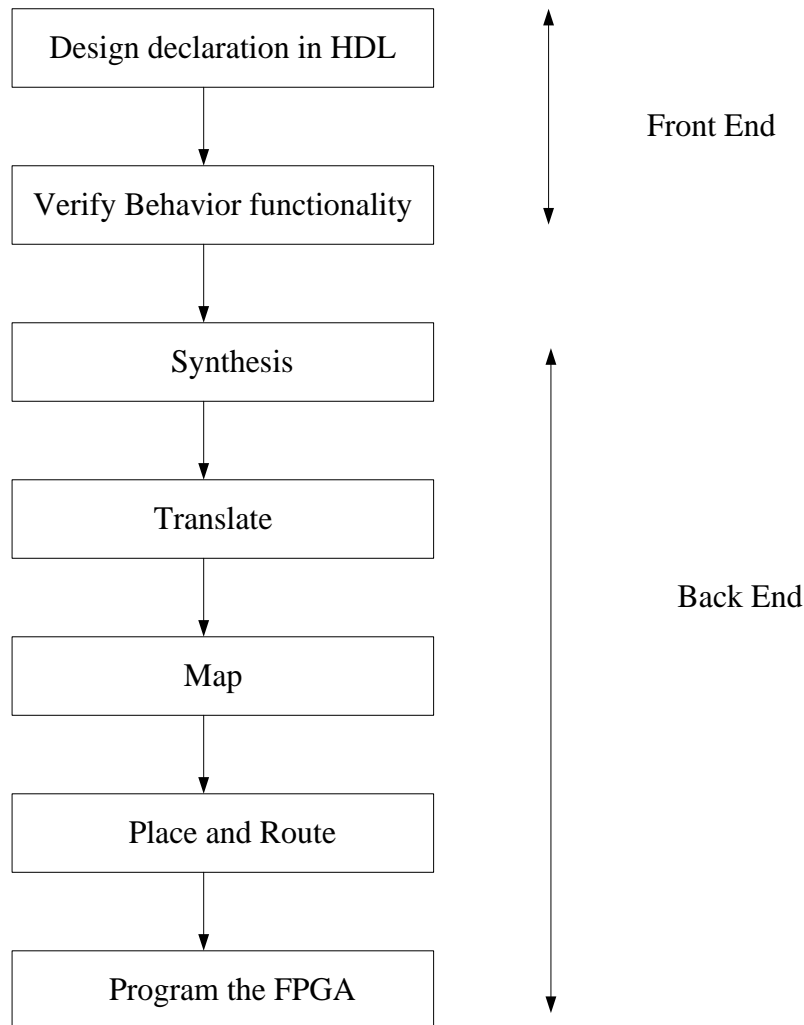 Design declaration in HDL
Front End
Verify Behavior functionality
Synthesis
Translate
Back End
Map
Place and Route
Program the FPGA